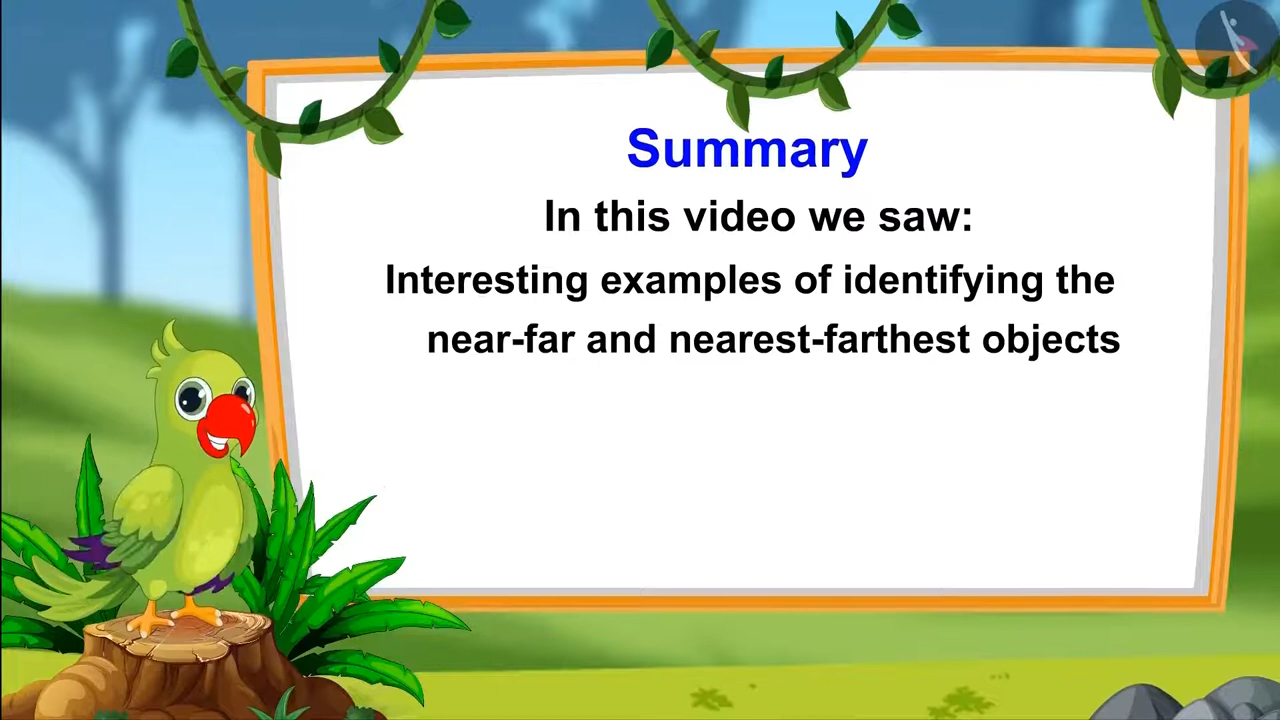 Summary
In this video we saw:
Interesting examples of identifying the
near-far and nearest-farthest objects